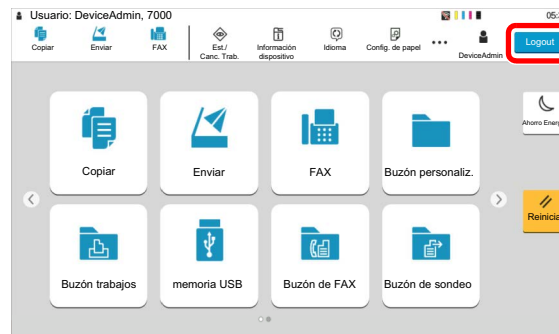 Usuario: DeviceAdmin, 7000
05:
Copiar
Enviar
FAX
Est./
Canc. Trab.
Información
dispositivo
Idioma
Config. de papel
DeviceAdmin
Logout
Copiar
Enviar
FAX
Buzón personaliz.
Ahorro Energ
Buzón trabajos
memoria USB
Buzón de FAX
Buzón de sondeo
Reinicia